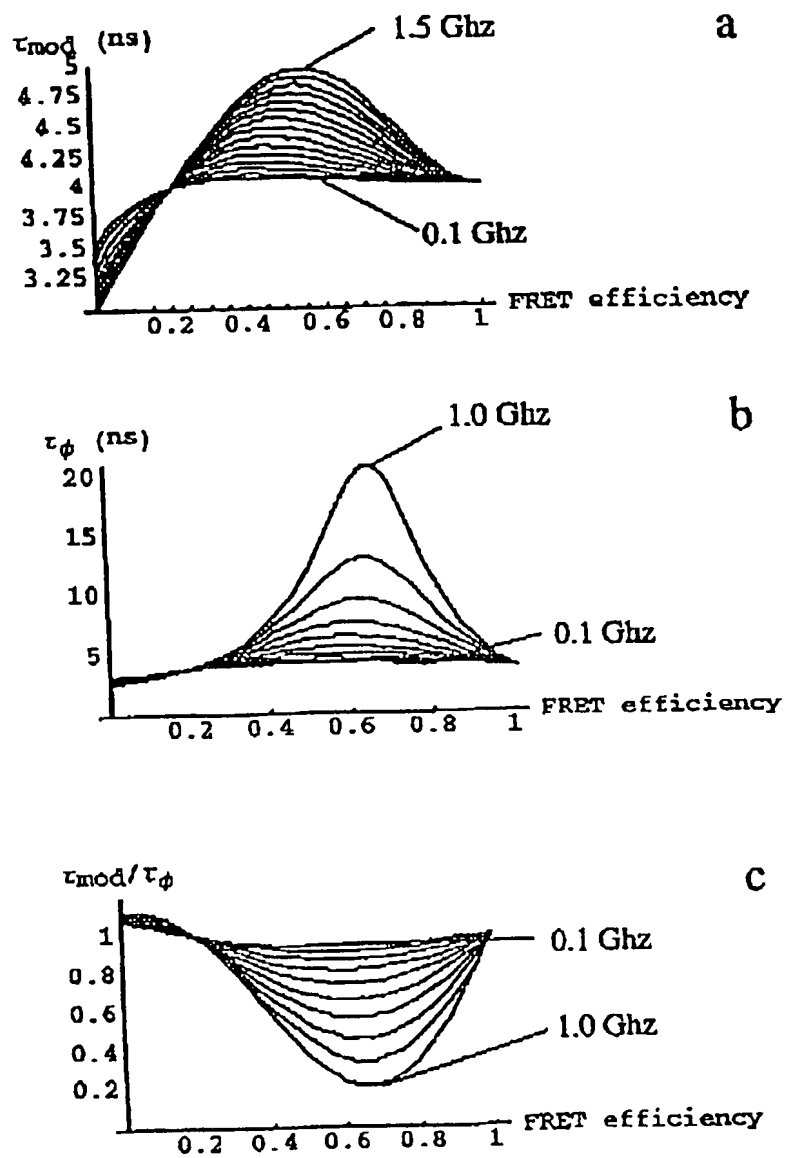 a
1.5 Ghz
τmod (ns)
5
4.75
4.5
4.25
4
3.75
3.5
3.25
0.1 Ghz
0.2 0.4 0.6 0.8 1 FRET efficiency
b
1.0 Ghz
τϕ (ns)
20
15
10
5
0.1 Ghz
0.2 0.4 0.6 0.8 1 FRET efficiency
c
τmod/τϕ
1
0.8
0.6
0.4
0.2
0.1 Ghz
1.0 Ghz
0.2 0.4 0.6 0.8 1 FRET efficiency